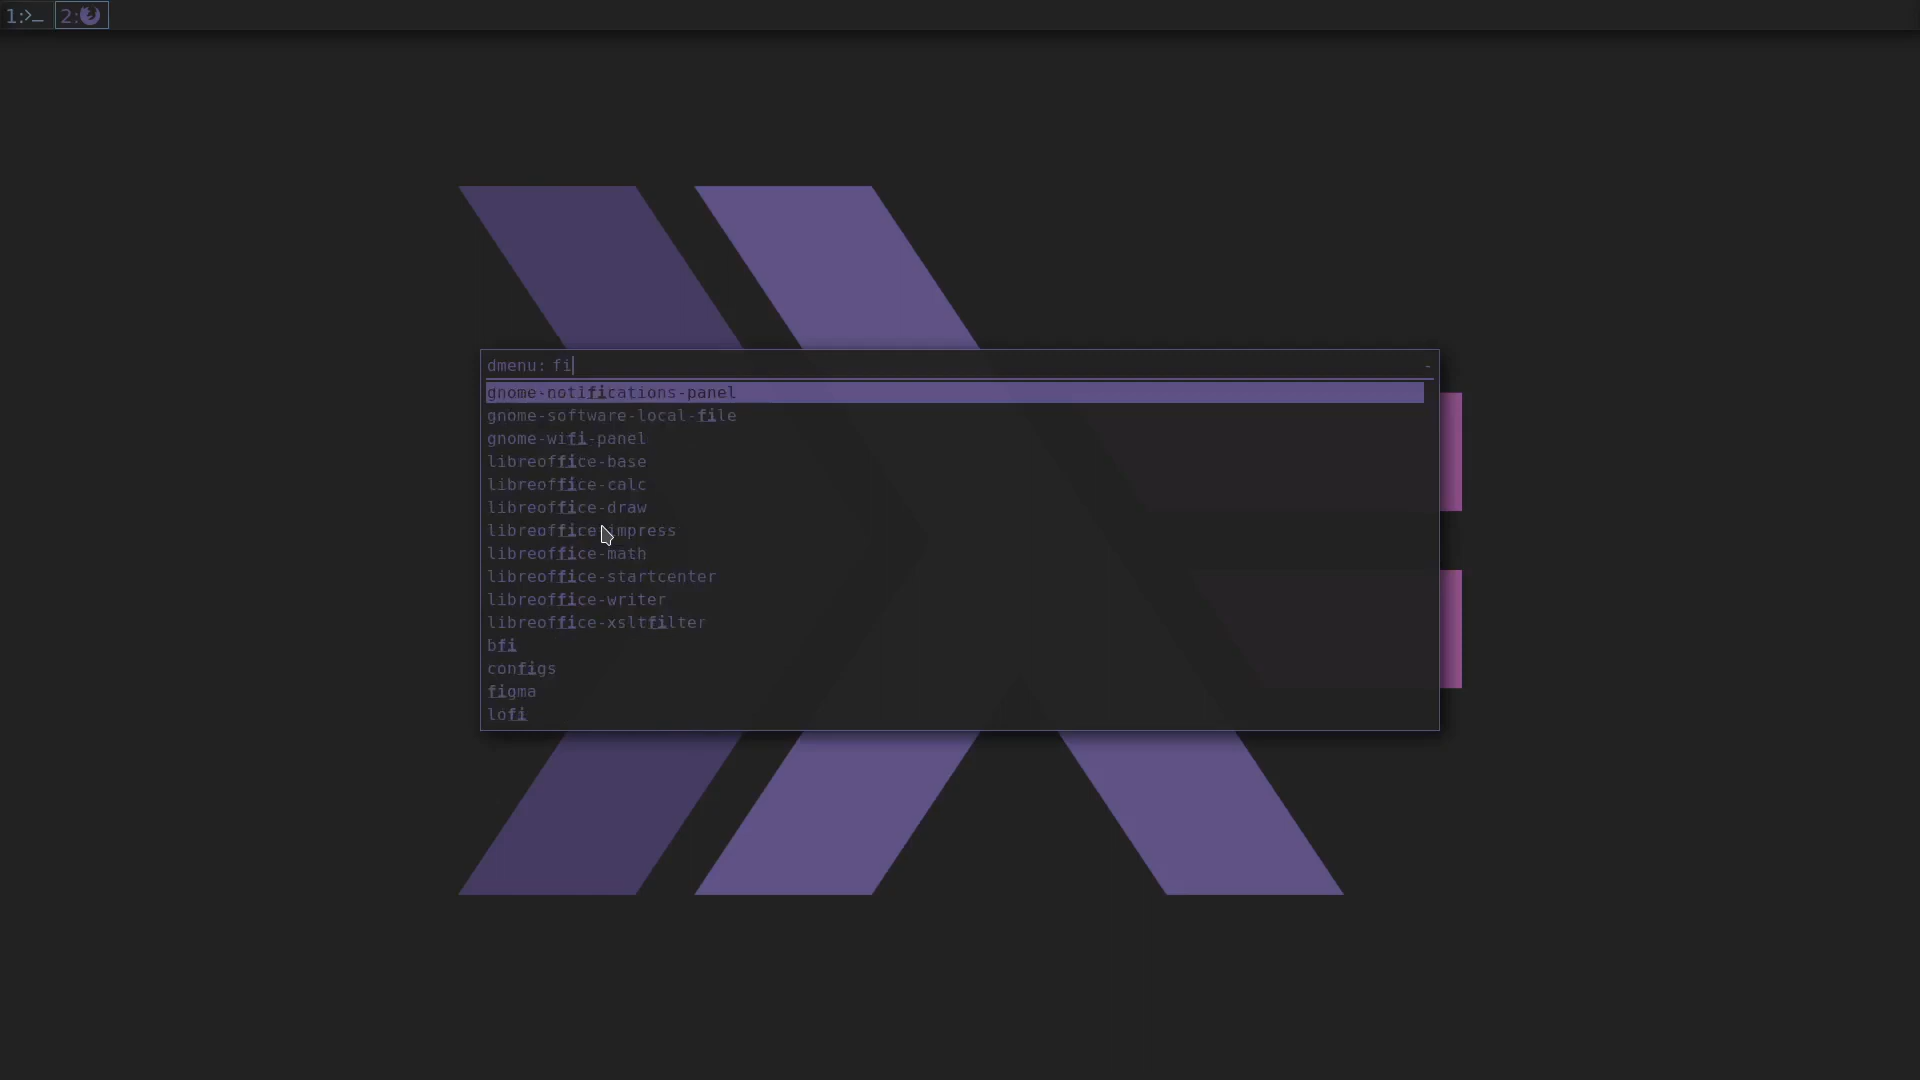 1:>_ 2:
dmenu: fi
gnome-notifications-panel
gnome-software-local-file
gnome-wifi-panel
libreoffice-base
libreoffice-calc
libreoffice-draw
libreoffice-impress
libreoffice-math
libreoffice-startcenter
libreoffice-writer
libreoffice-xsltfilter
bfi
configs
figma
lofi